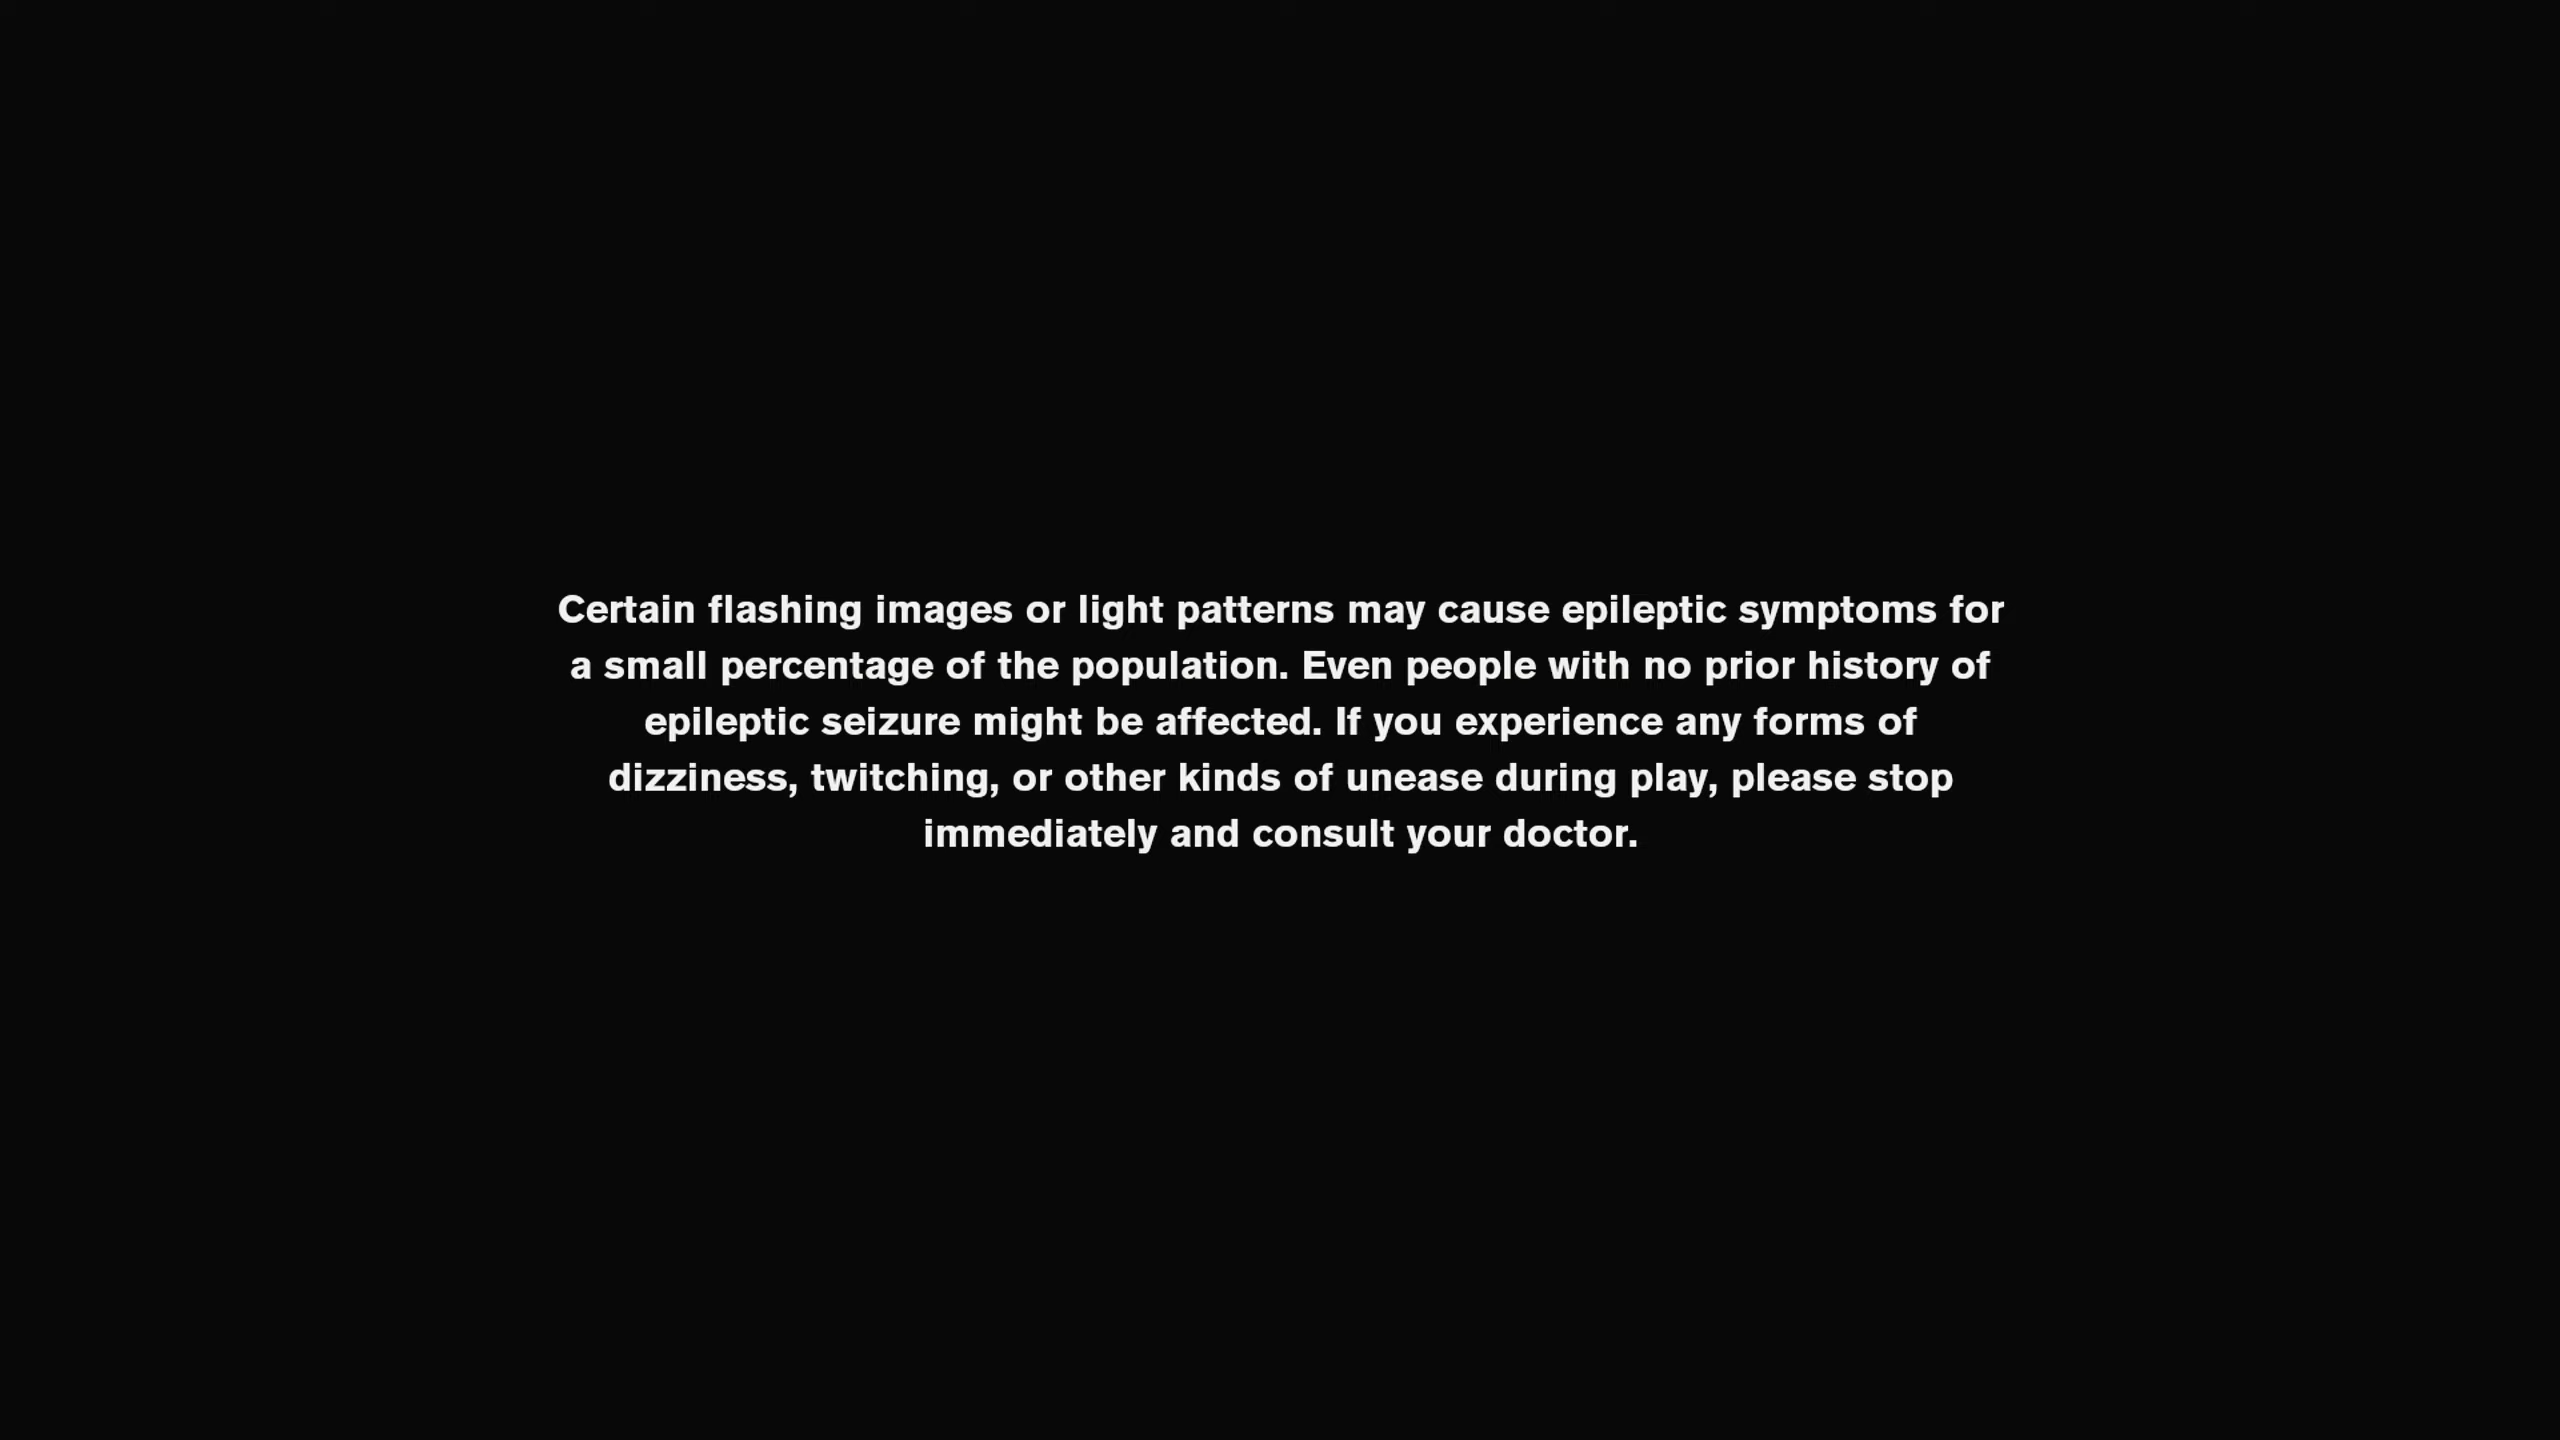 Certain flashing images or light patterns may cause epileptic symptoms for
a small percentage of the population. Even people with no prior history of
epileptic seizure might be affected. If you experience any forms of
dizziness, twitching, or other kinds of unease during play, please stop
immediately and consult your doctor.